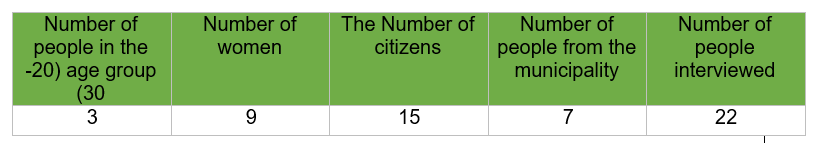 Number of people in the -20) age group (30
Number of women
The Number of citizens
Number of people from the municipality
Number of people interviewed
3
9
15
7
22